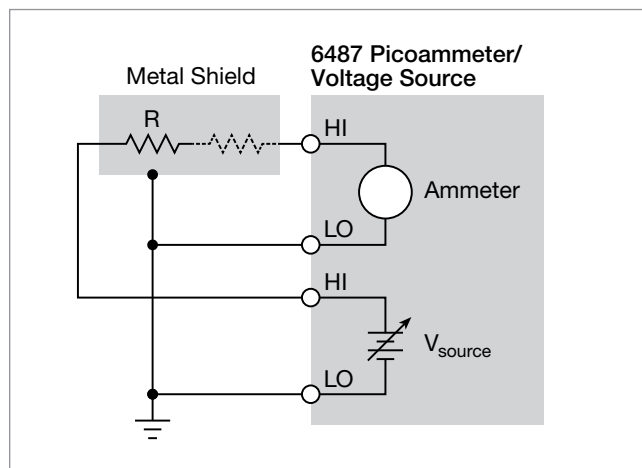 6487 Picoammeter/
Voltage Source
Metal Shield
R
HI
Ammeter
LO
HI
Vsource
LO